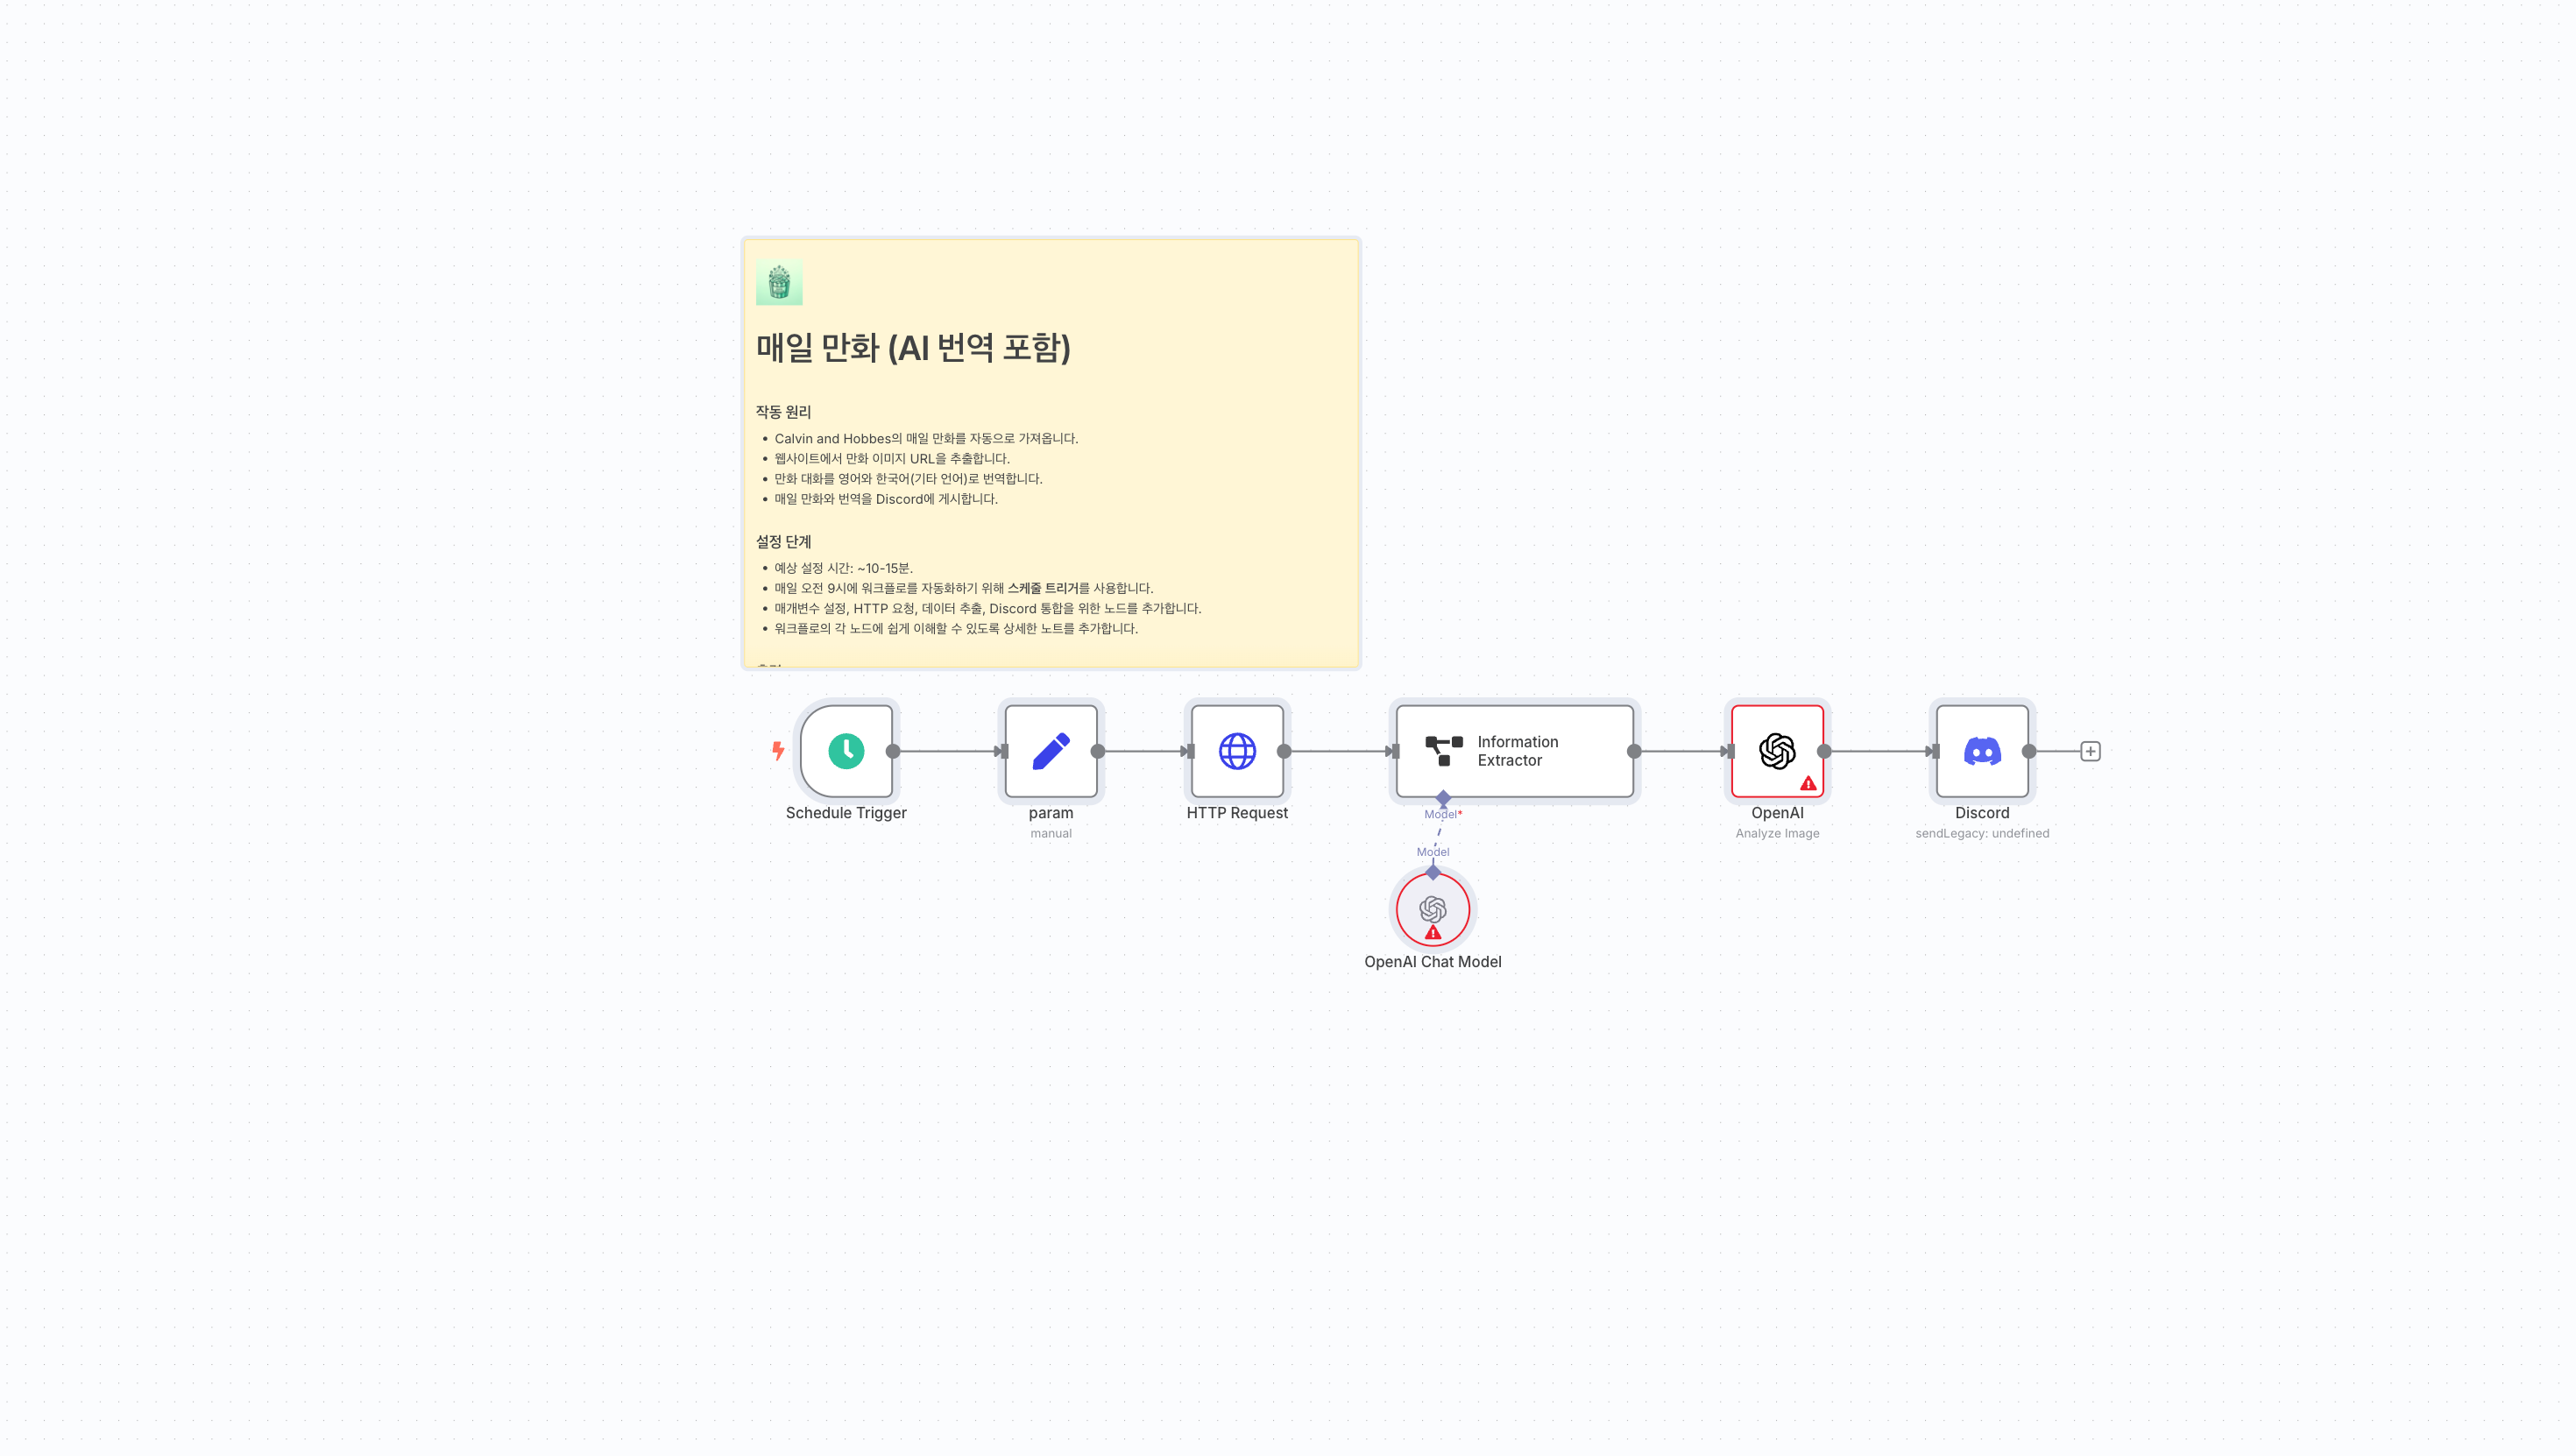 매일 만화 (AI 번역 포함)
작동 원리
• Calvin and Hobbes의 매일 만화를 자동으로 가져옵니다.
• 웹사이트에서 만화 이미지 URL을 추출합니다.
• 만화 대화를 영어와 한국어(기타 언어)로 번역합니다.
• 매일 만화와 번역을 Discord에 게시합니다.
설정 단계
• 예상 설정 시간: ~10-15분.
• 매일 오전 9시에 워크플로를 자동화하기 위해 스케줄 트리거를 사용합니다.
• 매개변수 설정, HTTP 요청, 데이터 추출, Discord 통합을 위한 노드를 추가합니다.
• 워크플로의 각 노드에 쉽게 이해할 수 있도록 상세한 노트를 추가합니다.
Schedule Trigger
param
manual
HTTP Request
Information
Extractor
Model*
Model
OpenAI Chat Model
OpenAI
Analyze Image
Discord
sendLegacy: undefined